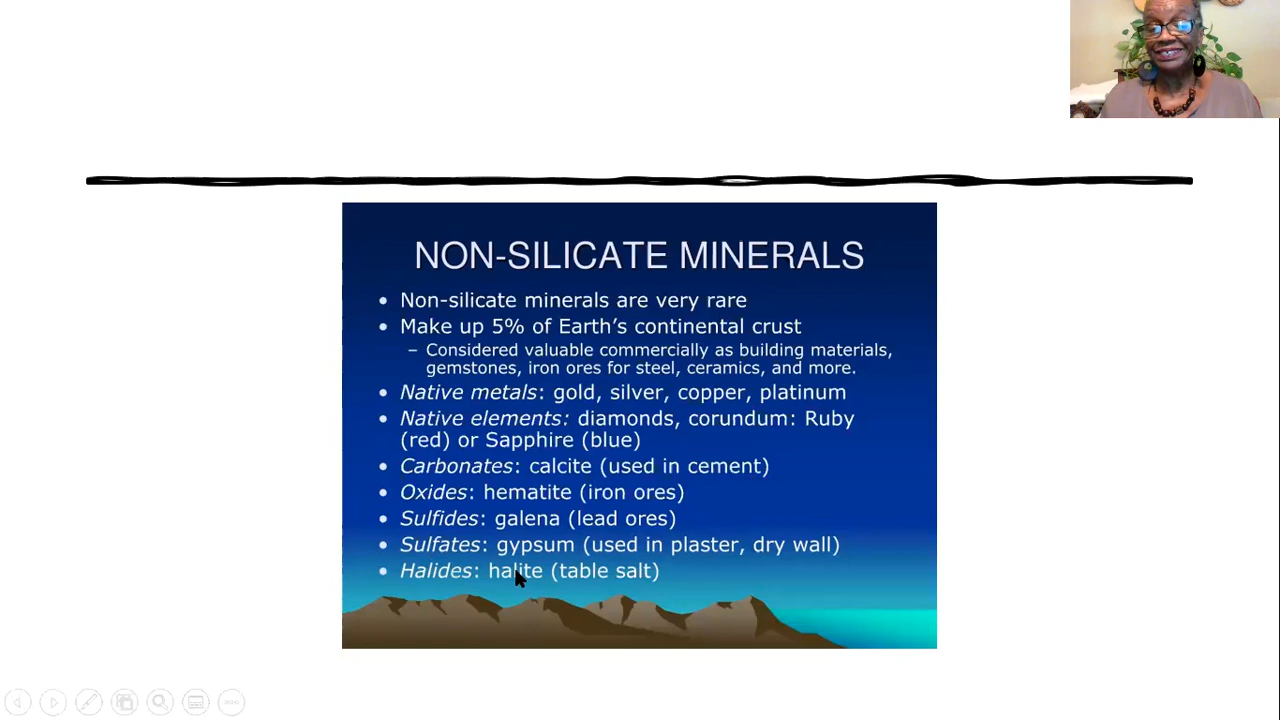 NON-SILICATE MINERALS
• Non-silicate minerals are very rare
• Make up 5% of Earth's continental crust
– Considered valuable commercially as building materials,
gemstones, iron ores for steel, ceramics, and more.
• Native metals: gold, silver, copper, platinum
• Native elements: diamonds, corundum: Ruby
(red) or Sapphire (blue)
• Carbonates: calcite (used in cement)
• Oxides: hematite (iron ores)
• Sulfides: galena (lead ores)
• Sulfates: gypsum (used in plaster, dry wall)
• Halides: halite (table salt)